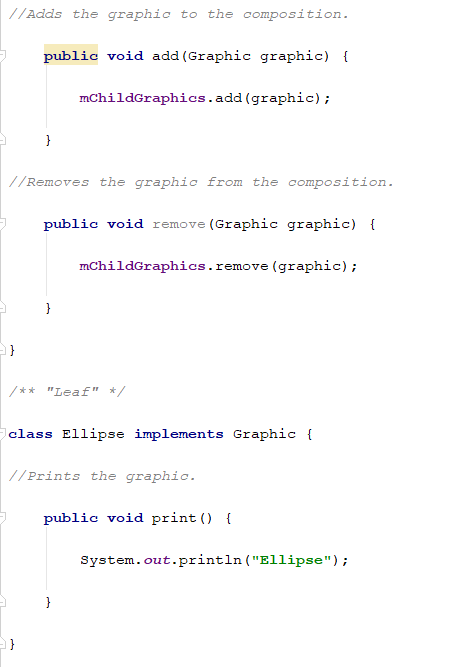 //Adds the graphic to the composition.
public void add(Graphic graphic) {
mChildGraphics.add(graphic);
}
//Removes the graphic from the composition.
public void remove(Graphic graphic) {
mChildGraphics.remove(graphic);
}
}
/** "Leaf" */
class Ellipse implements Graphic {
//Prints the graphic.
public void print() {
System.out.println("Ellipse");
}
}